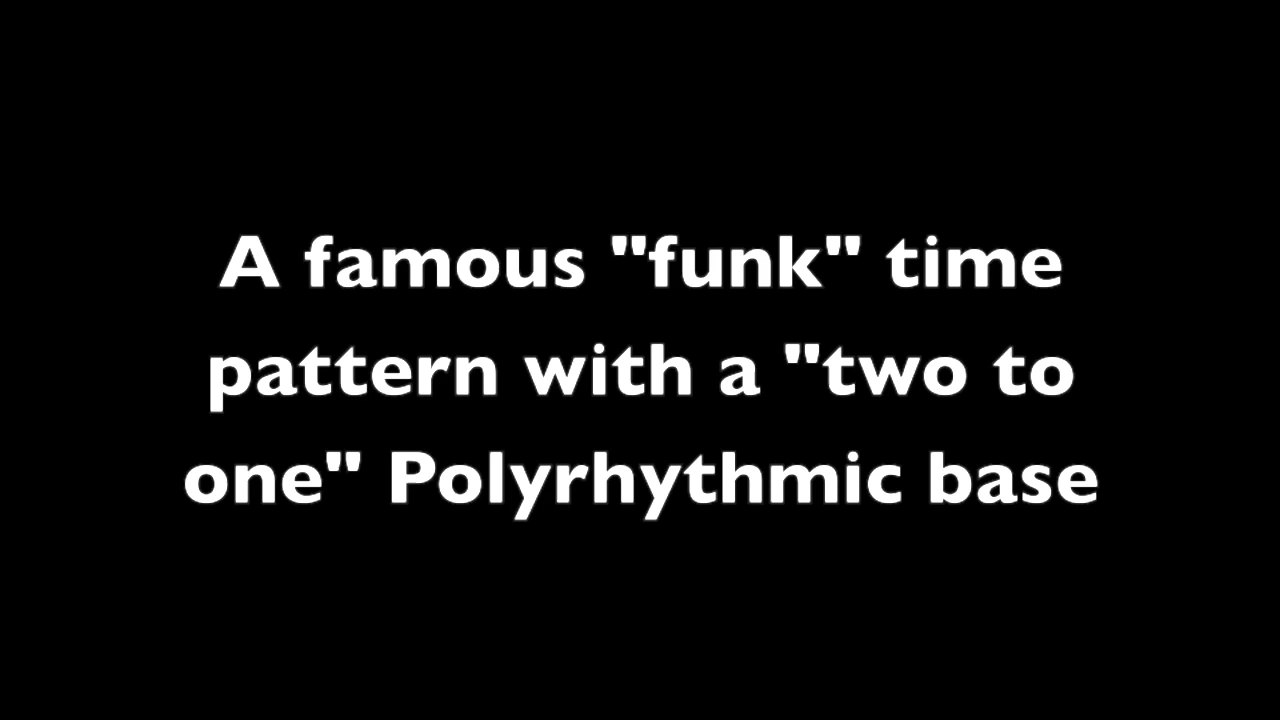 A famous "funk" time
pattern with a "two to
one" Polyrhythmic base